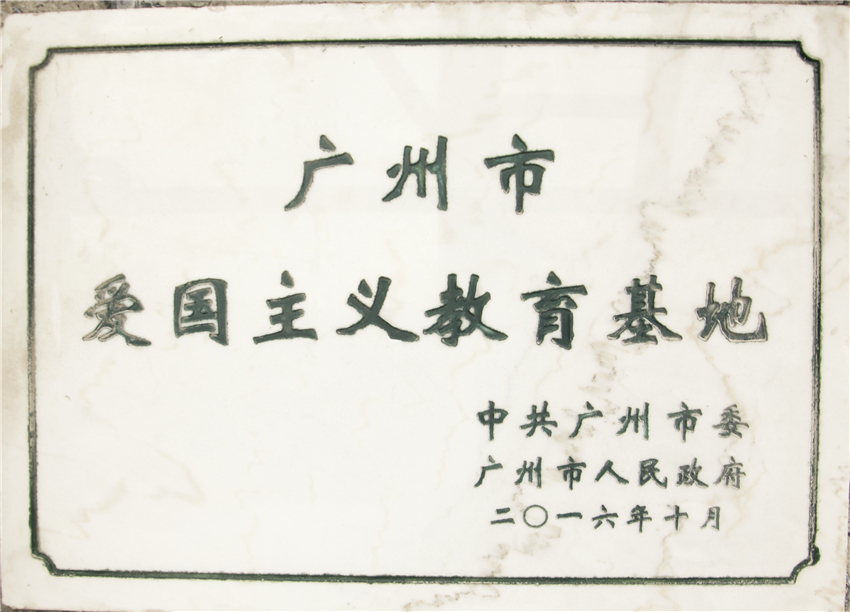 广州市
爱国主义教育基地
中共广州市委
广州市人民政府
二〇一六年十月